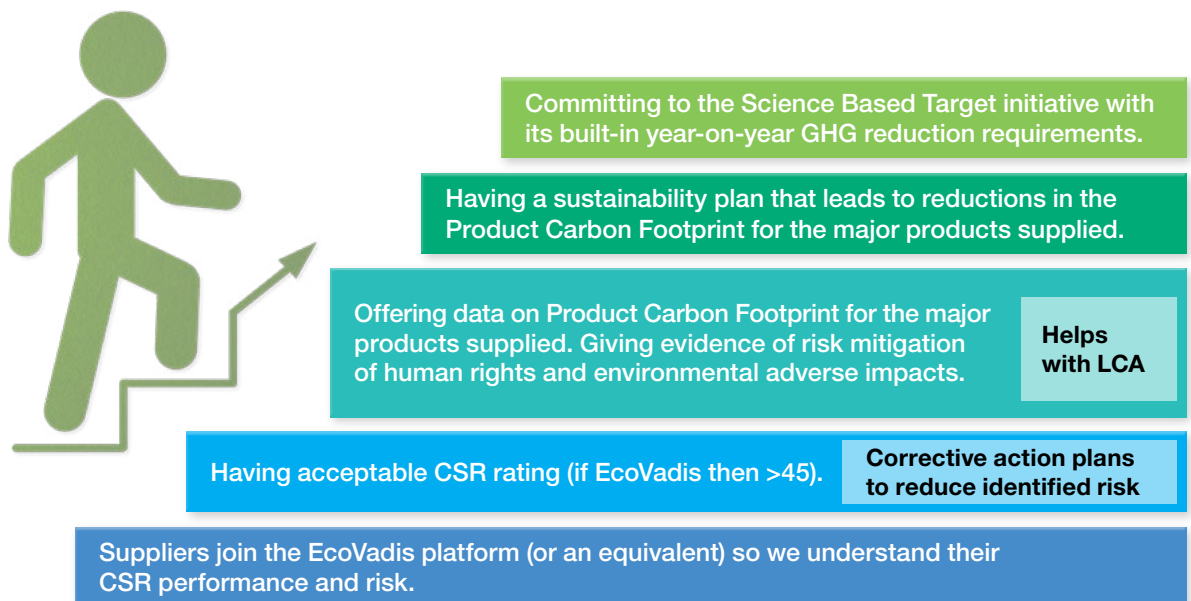 Committing to the Science Based Target initiative with
its built-in year-on-year GHG reduction requirements.
Having a sustainability plan that leads to reductions in the
Product Carbon Footprint for the major products supplied.
Offering data on Product Carbon Footprint for the major
products supplied. Giving evidence of risk mitigation
of human rights and environmental adverse impacts.
Helps
with LCA
Having acceptable CSR rating (if EcoVadis then >45).
Corrective action plans
to reduce identified risk
Suppliers join the EcoVadis platform (or an equivalent) so we understand their
CSR performance and risk.